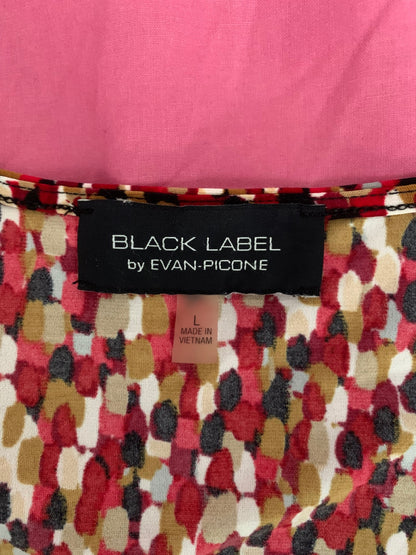 BLACK LABEL
by EVAN-PICONE
L
MADE IN
VIETNAM